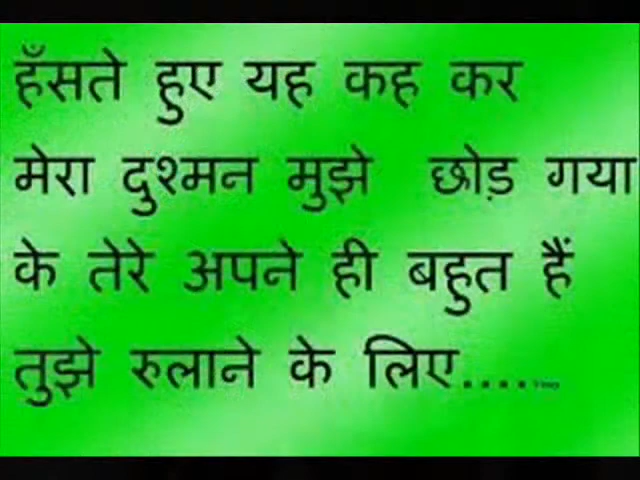 हँसते हुए यह कह कर
मेरा दुश्मन मुझे छोड़ गया
के तेरे अपने ही बहुत हैं
तुझे रुलाने के लिए....